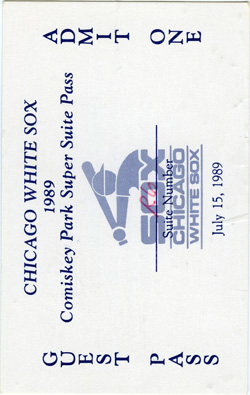 GUEST PASS
CHICAGO WHITE SOX
1989
Comiskey Park Super Suite Pass
SOX
CHICAGO
WHITE SOX
Suite Number
July 15, 1989
ADMIT ONE